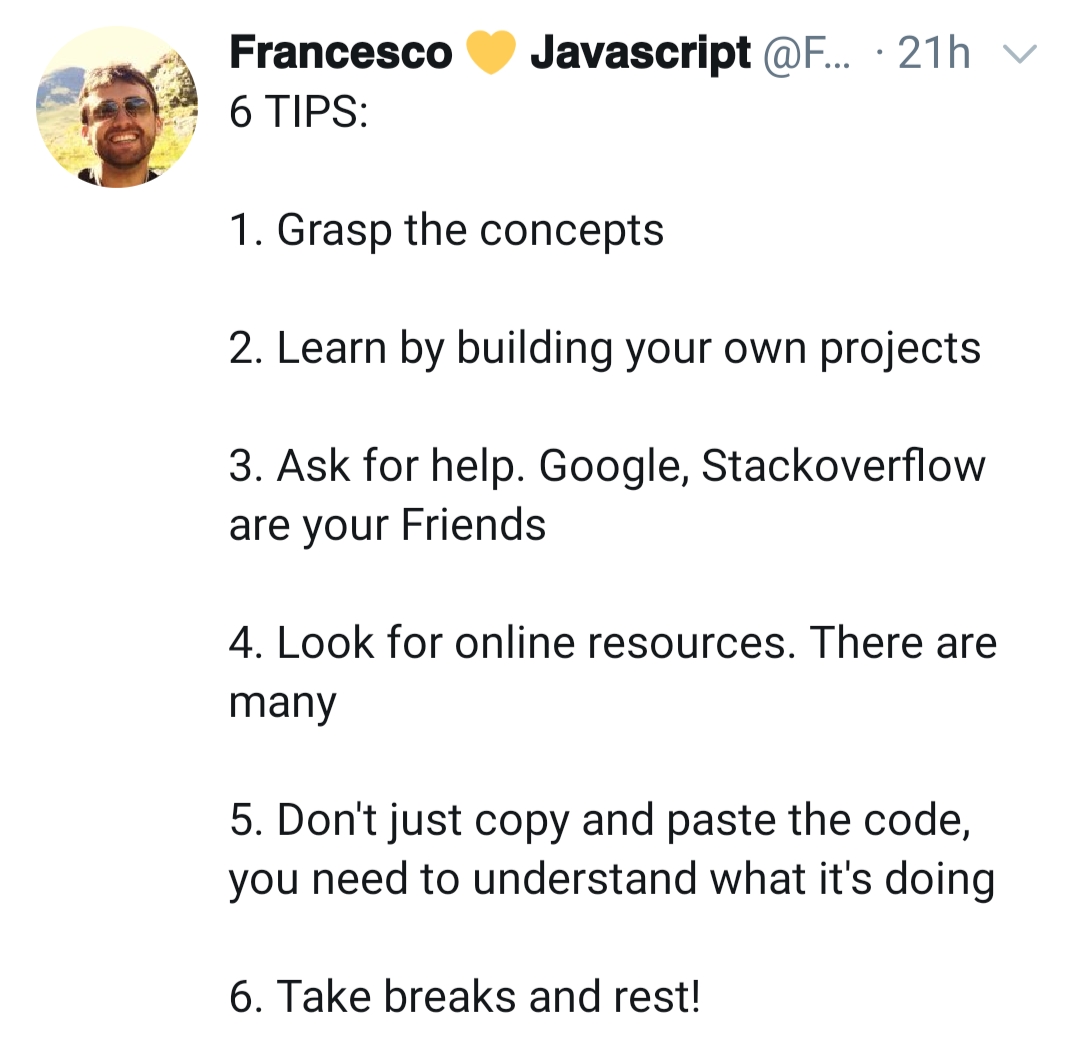 Francesco 💛 Javascript @F... · 21h
6 TIPS:
1. Grasp the concepts
2. Learn by building your own projects
3. Ask for help. Google, Stackoverflow
are your Friends
4. Look for online resources. There are
many
5. Don't just copy and paste the code,
you need to understand what it's doing
6. Take breaks and rest!